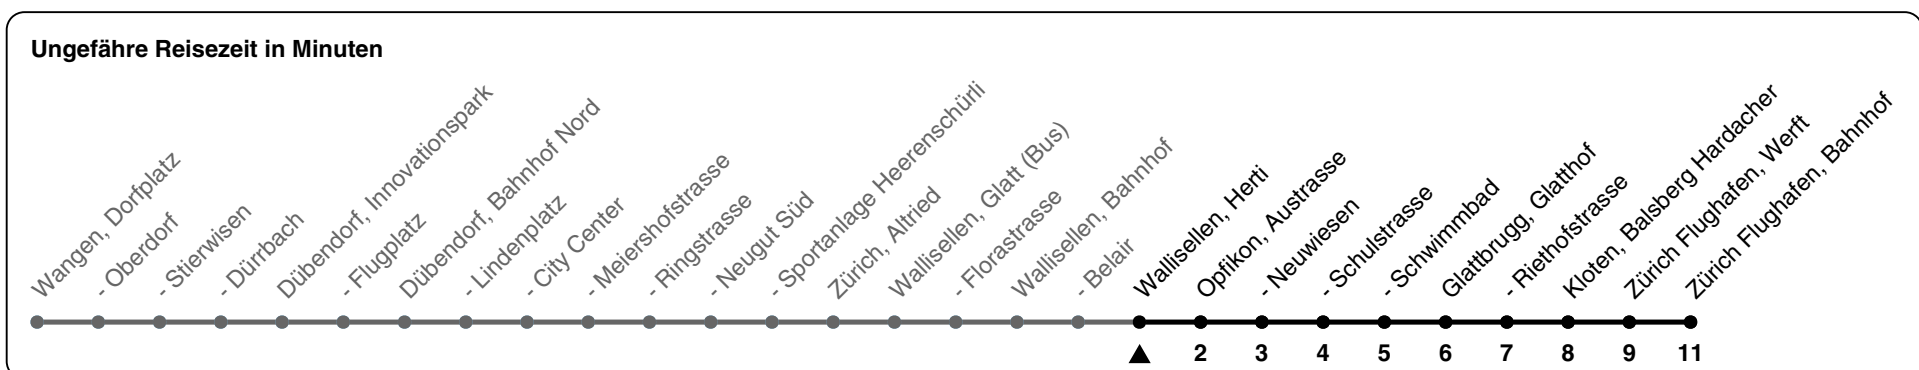 Ungefähre Reisezeit in Minuten
Wangen, Dorfplatz
- Oberdorf
- Stierwisen
- Dürrbach
Dübendorf, Innovationspark
- Flugplatz
Dübendorf, Bahnhof Nord
- Lindenplatz
- City Center
- Meiershofstrasse
- Ringstrasse
- Neugut Süd
- Sportanlage Heerenschürli
Zürich, Altried
Wallisellen, Glatt (Bus)
- Florastrasse
Wallisellen, Bahnhof
- Belair
Wallisellen, Herti
Opfikon, Austrasse
- Neuwiesen
- Schulstrasse
- Schwimmbad
Glattbrugg, Glatthof
- Riethofstrasse
Kloten, Balsberg Hardacher
Zürich Flughafen, Werft
Zürich Flughafen, Bahnhof
2 3 4 5 6 7 8 9 11